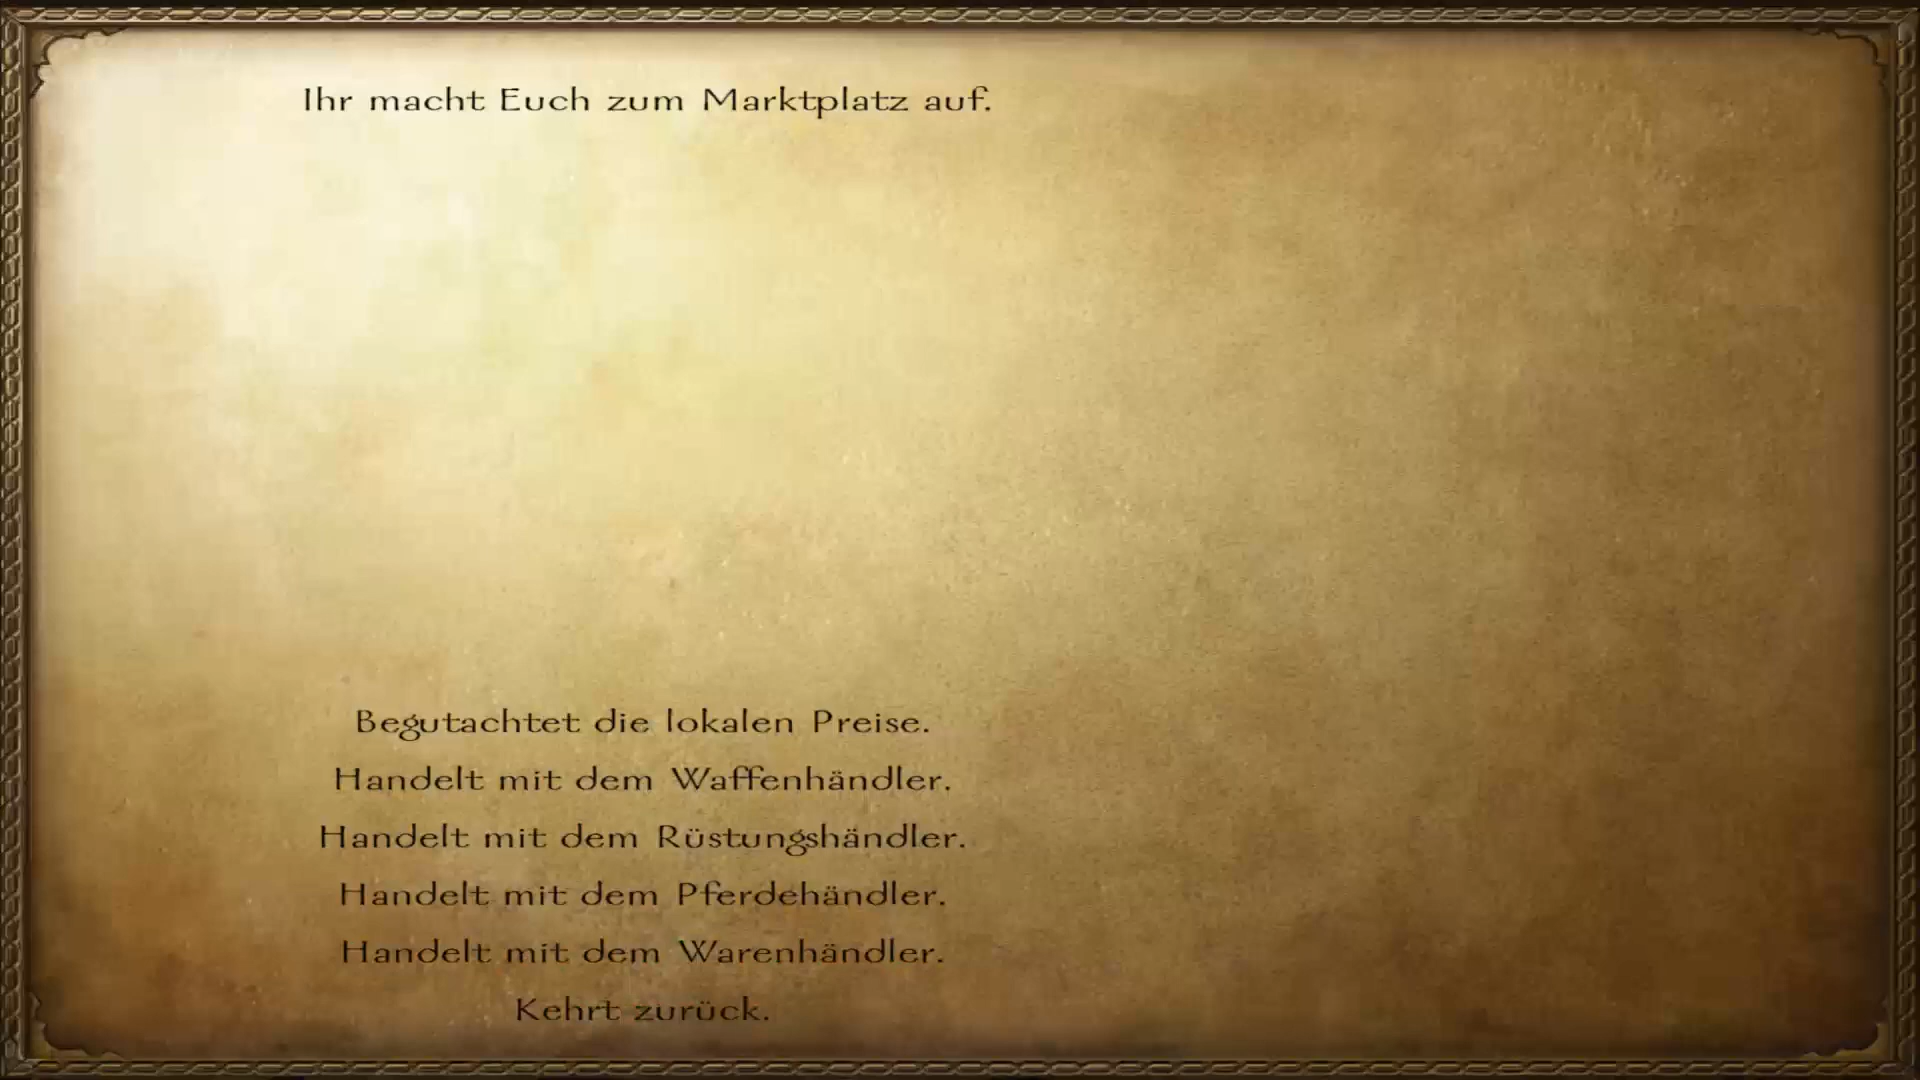 Ihr macht Euch zum Marktplatz auf.
Begutachtet die lokalen Preise.
Handelt mit dem Waffenhändler.
Handelt mit dem Rüstungshändler.
Handelt mit dem Pferdehändler.
Handelt mit dem Warenhändler.
Kehrt zurück.